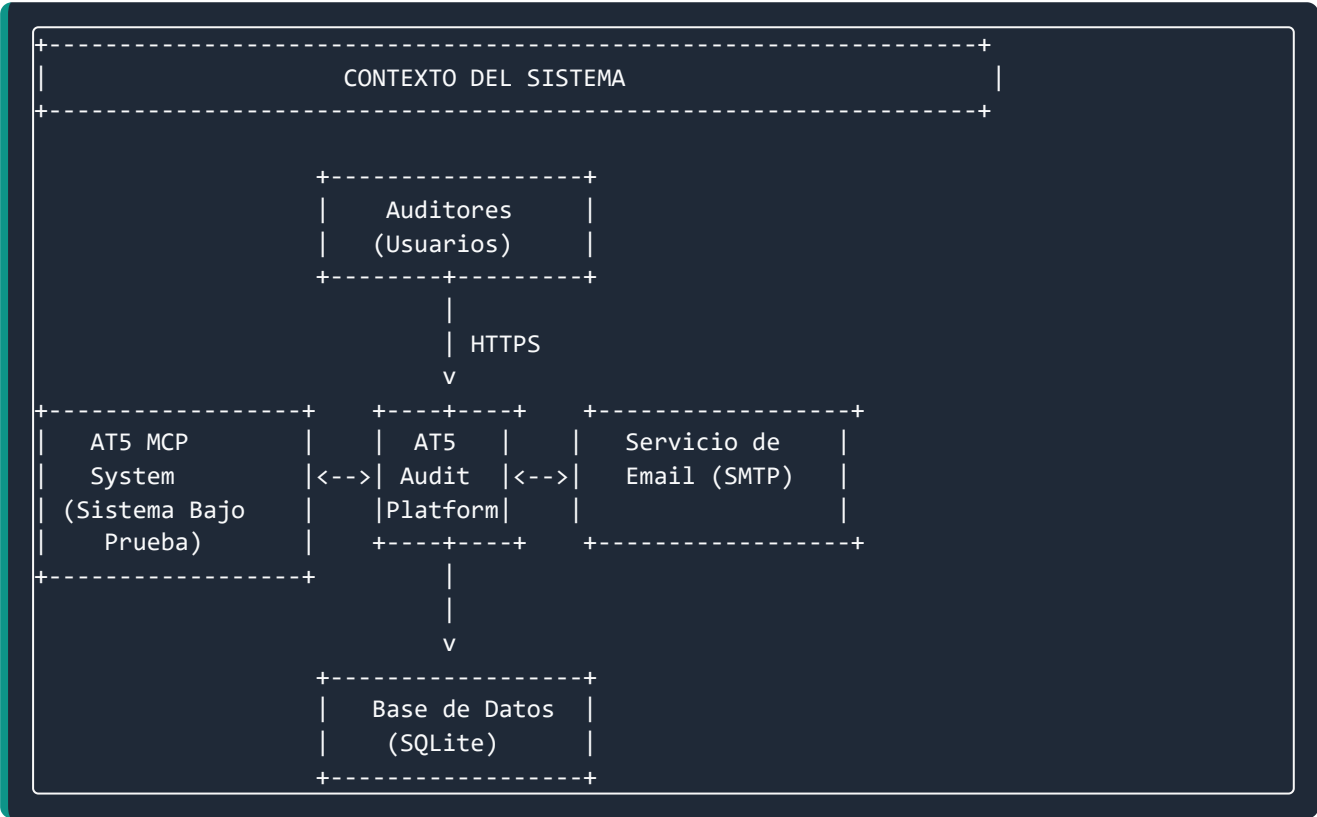 +------------------------------------------------------------------+
|                     CONTEXTO DEL SISTEMA                          |
+------------------------------------------------------------------+

                    +------------------+
                    |    Auditores     |
                    |   (Usuarios)     |
                    +--------+---------+
                             |
                             | HTTPS
                             v
+------------------+    +----+----+    +------------------+
|   AT5 MCP        |    |  AT5    |    |   Servicio de    |
|   System         |<-->| Audit   |<-->|   Email (SMTP)   |
| (Sistema Bajo    |    |Platform|    |                  |
|    Prueba)       |    +----+----+    +------------------+
+------------------+         |
                             |
                             v
                    +------------------+
                    |   Base de Datos  |
                    |    (SQLite)      |
                    +------------------+